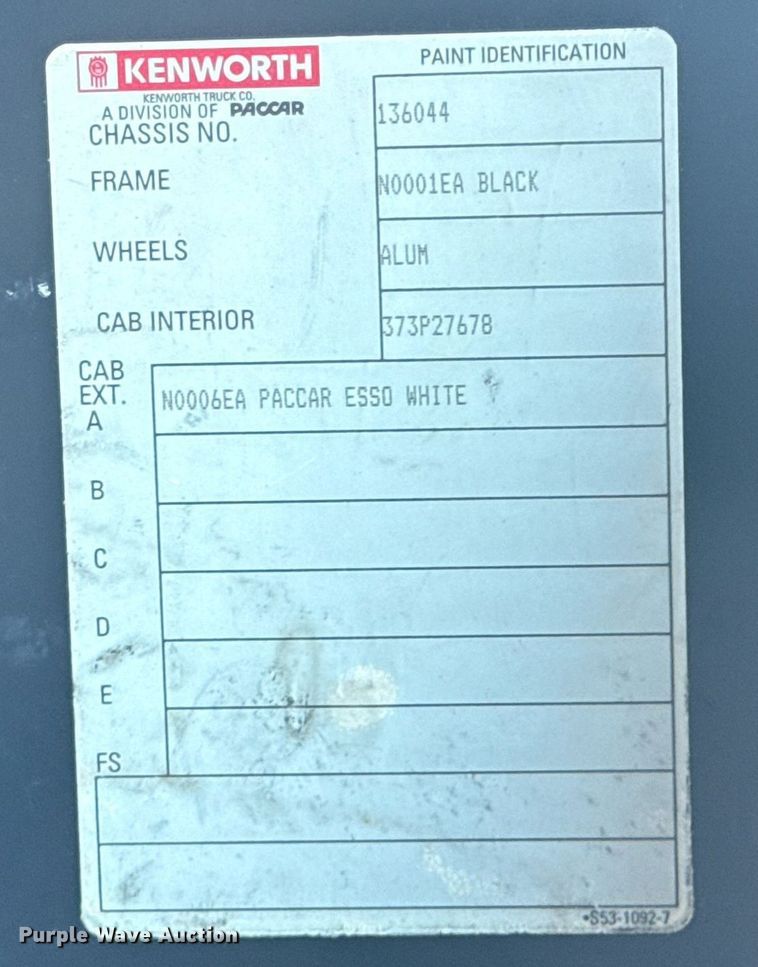 KENWORTH
PAINT IDENTIFICATION
KENWORTH TRUCK CO.
A DIVISION OF PACCAR
CHASSIS NO. 136044
FRAME N0001EA BLACK
WHEELS ALUM
CAB INTERIOR 373P27678
CAB
EXT.
A N0006EA PACCAR ESSO WHITE
B
C
D
E
FS
•S53-1092-7
Purple Wave Auction